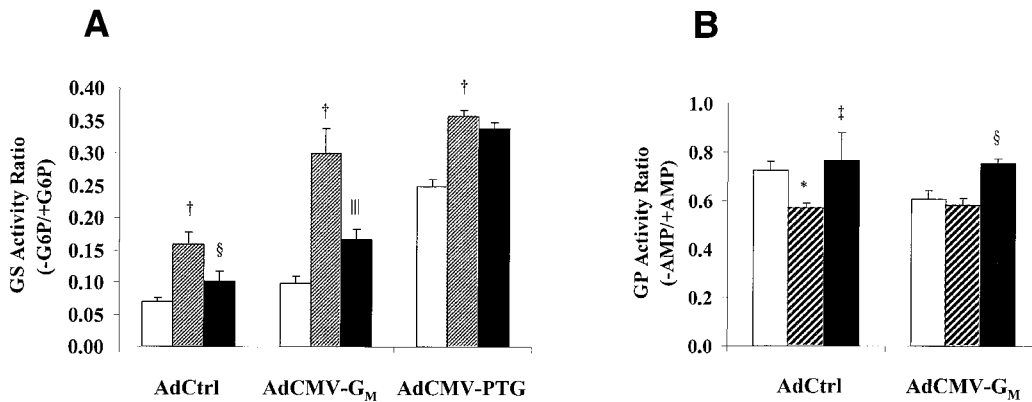 A
GS Activity Ratio
(-G6P/+G6P)
0.40
0.35
0.30
0.25
0.20
0.15
0.10
0.05
0.00
†
§
†
|||
†
AdCtrl
AdCMV-G_M
AdCMV-PTG
B
GP Activity Ratio
(-AMP/+AMP)
1.0
0.8
0.6
0.4
0.2
0.0
*
‡
§
AdCtrl
AdCMV-G_M